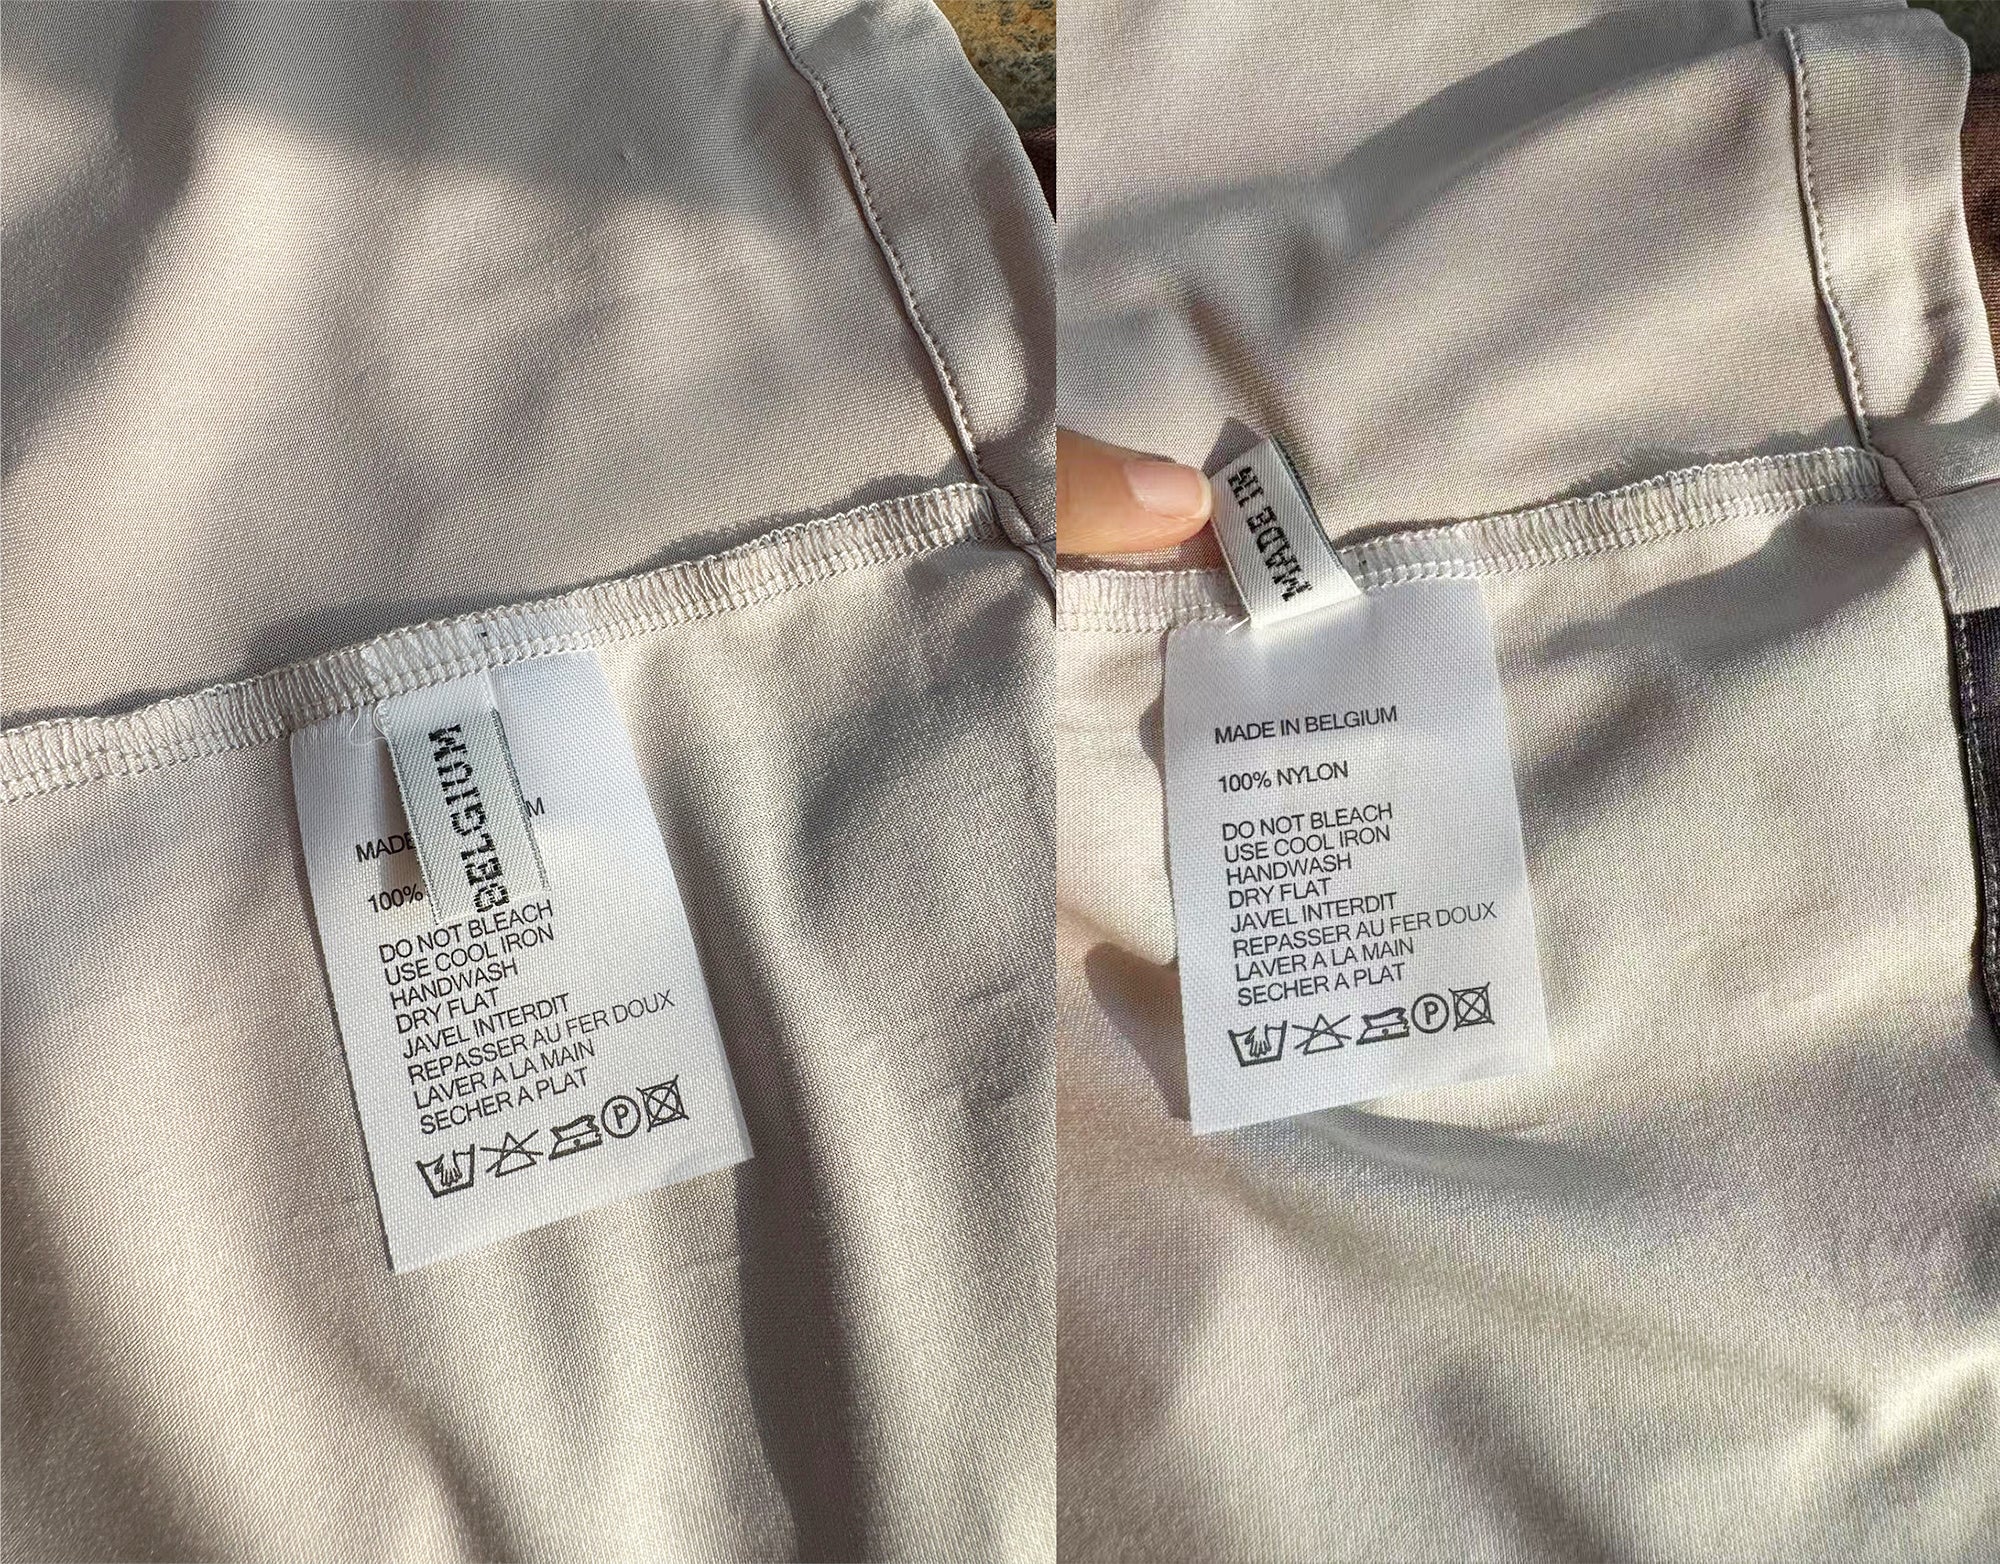 BELGIUM
MADE M
100%
DO NOT BLEACH
USE COOL IRON
HANDWASH
DRY FLAT
JAVEL INTERDIT
REPASSER AU FER DOUX
LAVER A LA MAIN
SECHER A PLAT
P
MADE IN
MADE IN BELGIUM
100% NYLON
DO NOT BLEACH
USE COOL IRON
HANDWASH
DRY FLAT
JAVEL INTERDIT
REPASSER AU FER DOUX
LAVER A LA MAIN
SECHER A PLAT
P